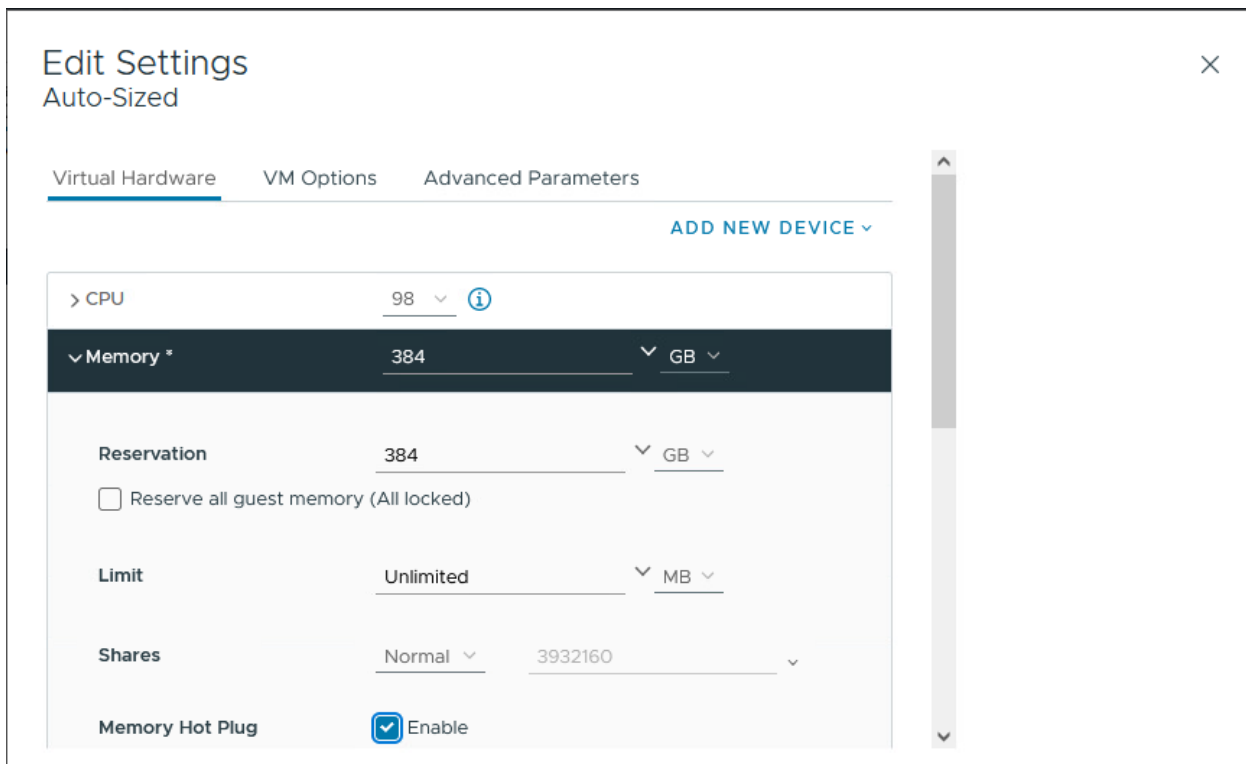 Edit Settings
Auto-Sized
Virtual Hardware VM Options Advanced Parameters
ADD NEW DEVICE
CPU 98
Memory * 384 GB
Reservation 384 GB
Reserve all guest memory (All locked)
Limit Unlimited MB
Shares Normal 3932160
Memory Hot Plug Enable